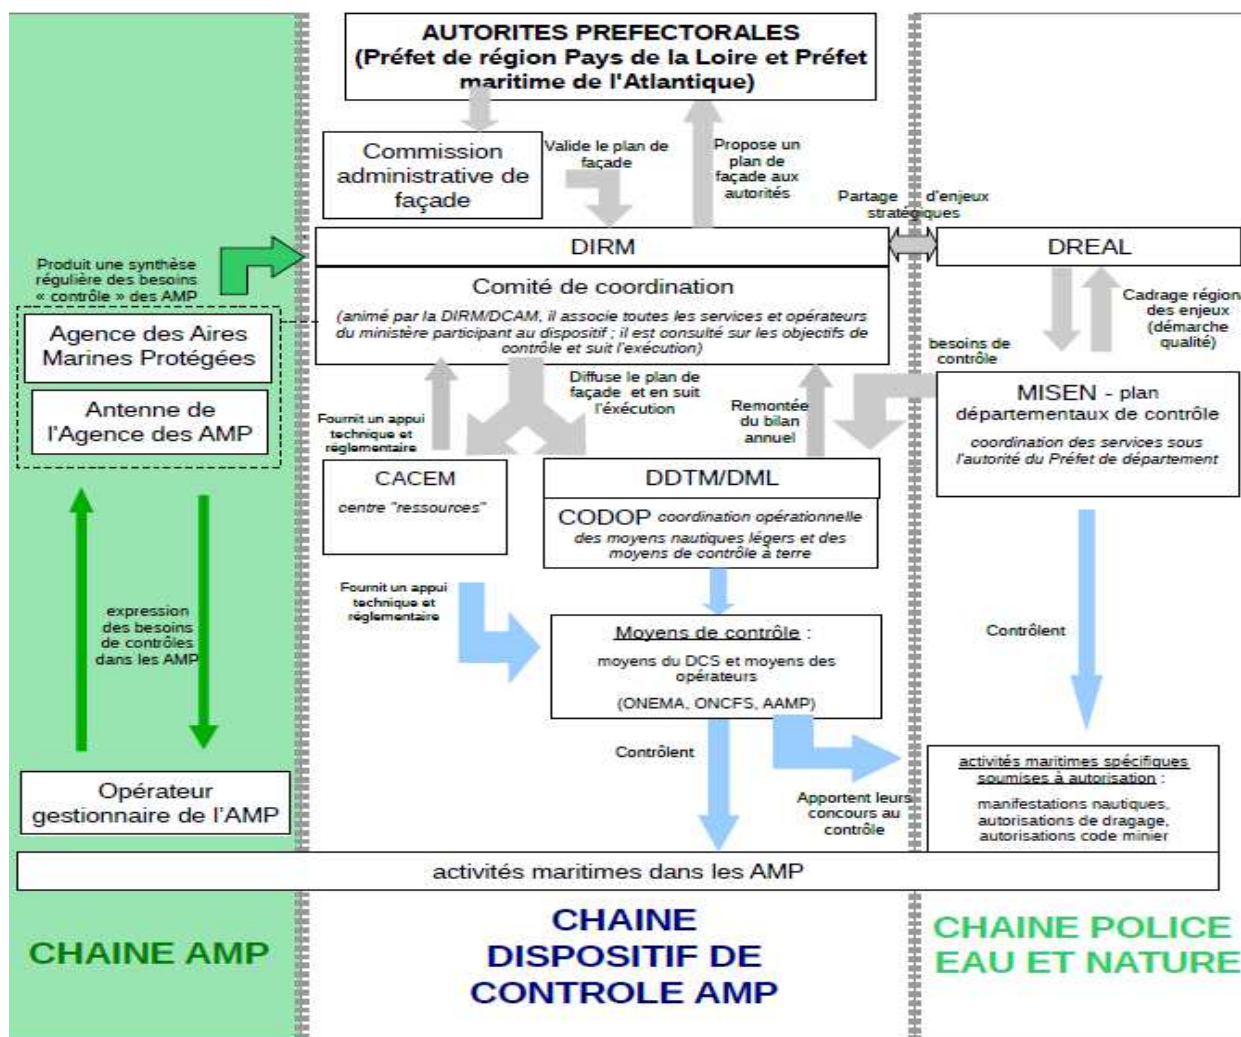 AUTORITES PREFECTORALES
(Préfet de région Pays de la Loire et Préfet
maritime de l'Atlantique)
Commission
administrative de
façade
Valide le plan de
façade
Propose un
plan de
façade aux
autorités
Partage d'enjeux
stratégiques
DIRM
DREAL
Produit une synthèse
régulière des besoins
« contrôle » des AMP
Comité de coordination
(animé par la DIRM/DCAM, il associe toutes les services et opérateurs
du ministère participant au dispositif ; il est consulté sur les objectifs de
contrôle et suit l'exécution)
Cadrage région
des enjeux
(démarche
qualité)
Agence des Aires
Marines Protégées
Antenne de
l'Agence des AMP
besoins de
contrôle
Diffuse le plan de
façade et en suit
l'éxécution
Remontée
du bilan
annuel
Fournit un appui
technique et
réglementaire
MISEN - plan
départementaux de contrôle
coordination des services sous
l'autorité du Préfet de département
CACEM
centre "ressources"
DDTM/DML
CODOP coordination opérationnelle
des moyens nautiques légers et des
moyens de contrôle à terre
Fournit un appui
technique et
réglementaire
expression
des besoins
de contrôles
dans les AMP
Moyens de contrôle :
moyens du DCS et moyens des
opérateurs
(ONEMA, ONCFS, AAMP)
Contrôlent
Contrôlent
Apportent leurs
concours au
contrôle
activités maritimes spécifiques
soumises à autorisation :
manifestations nautiques,
autorisations de dragage,
autorisations code minier
Opérateur
gestionnaire de l'AMP
activités maritimes dans les AMP
CHAINE AMP
CHAINE
DISPOSITIF DE
CONTROLE AMP
CHAINE POLICE
EAU ET NATURE